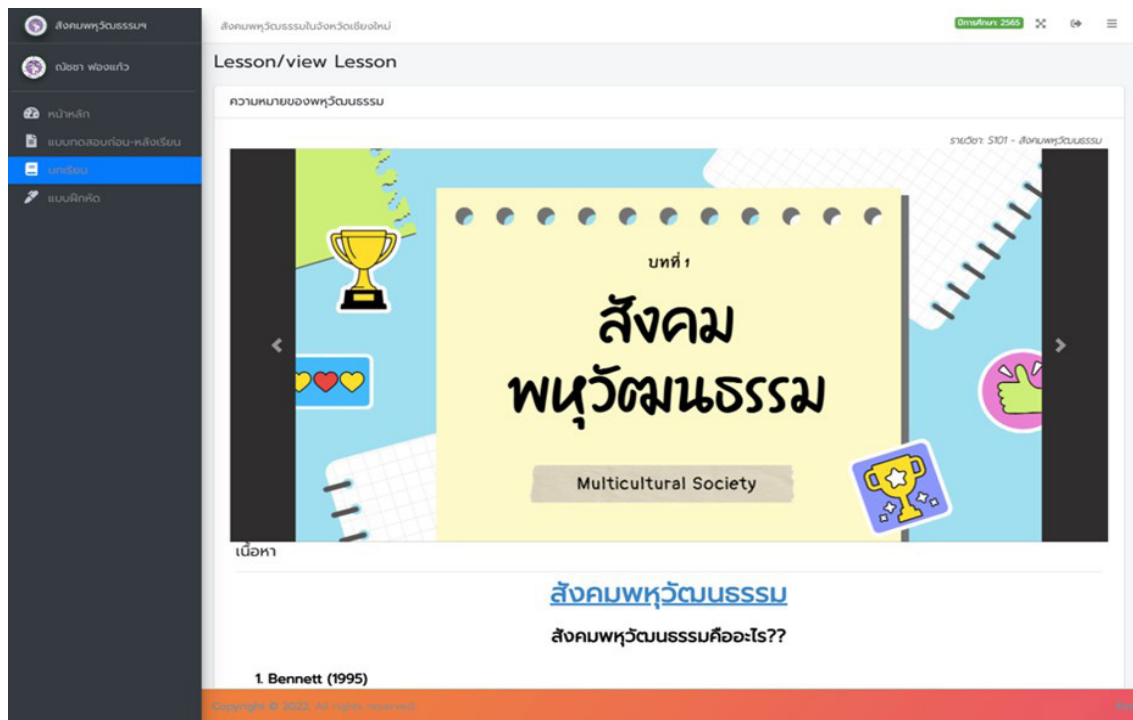 สังคมพหุวัฒนธรรมฯ
สังคมพหุวัฒนธรรมในจังหวัดเชียงใหม่
ปีการศึกษา: 2565
ณัชชา ฟองแก้ว
หน้าหลัก
แบบทดสอบก่อน-หลังเรียน
บทเรียน
แบบฝึกหัด
Lesson/view Lesson
ความหมายของพหุวัฒนธรรม
รายวิชา: S101 - สังคมพหุวัฒนธรรม
บทที่ 1
สังคม
พหุวัฒนธรรม
Multicultural Society
เนื้อหา
สังคมพหุวัฒนธรรม
สังคมพหุวัฒนธรรมคืออะไร??
1. Bennett (1995)
Copyright © 2022. All rights reserved.